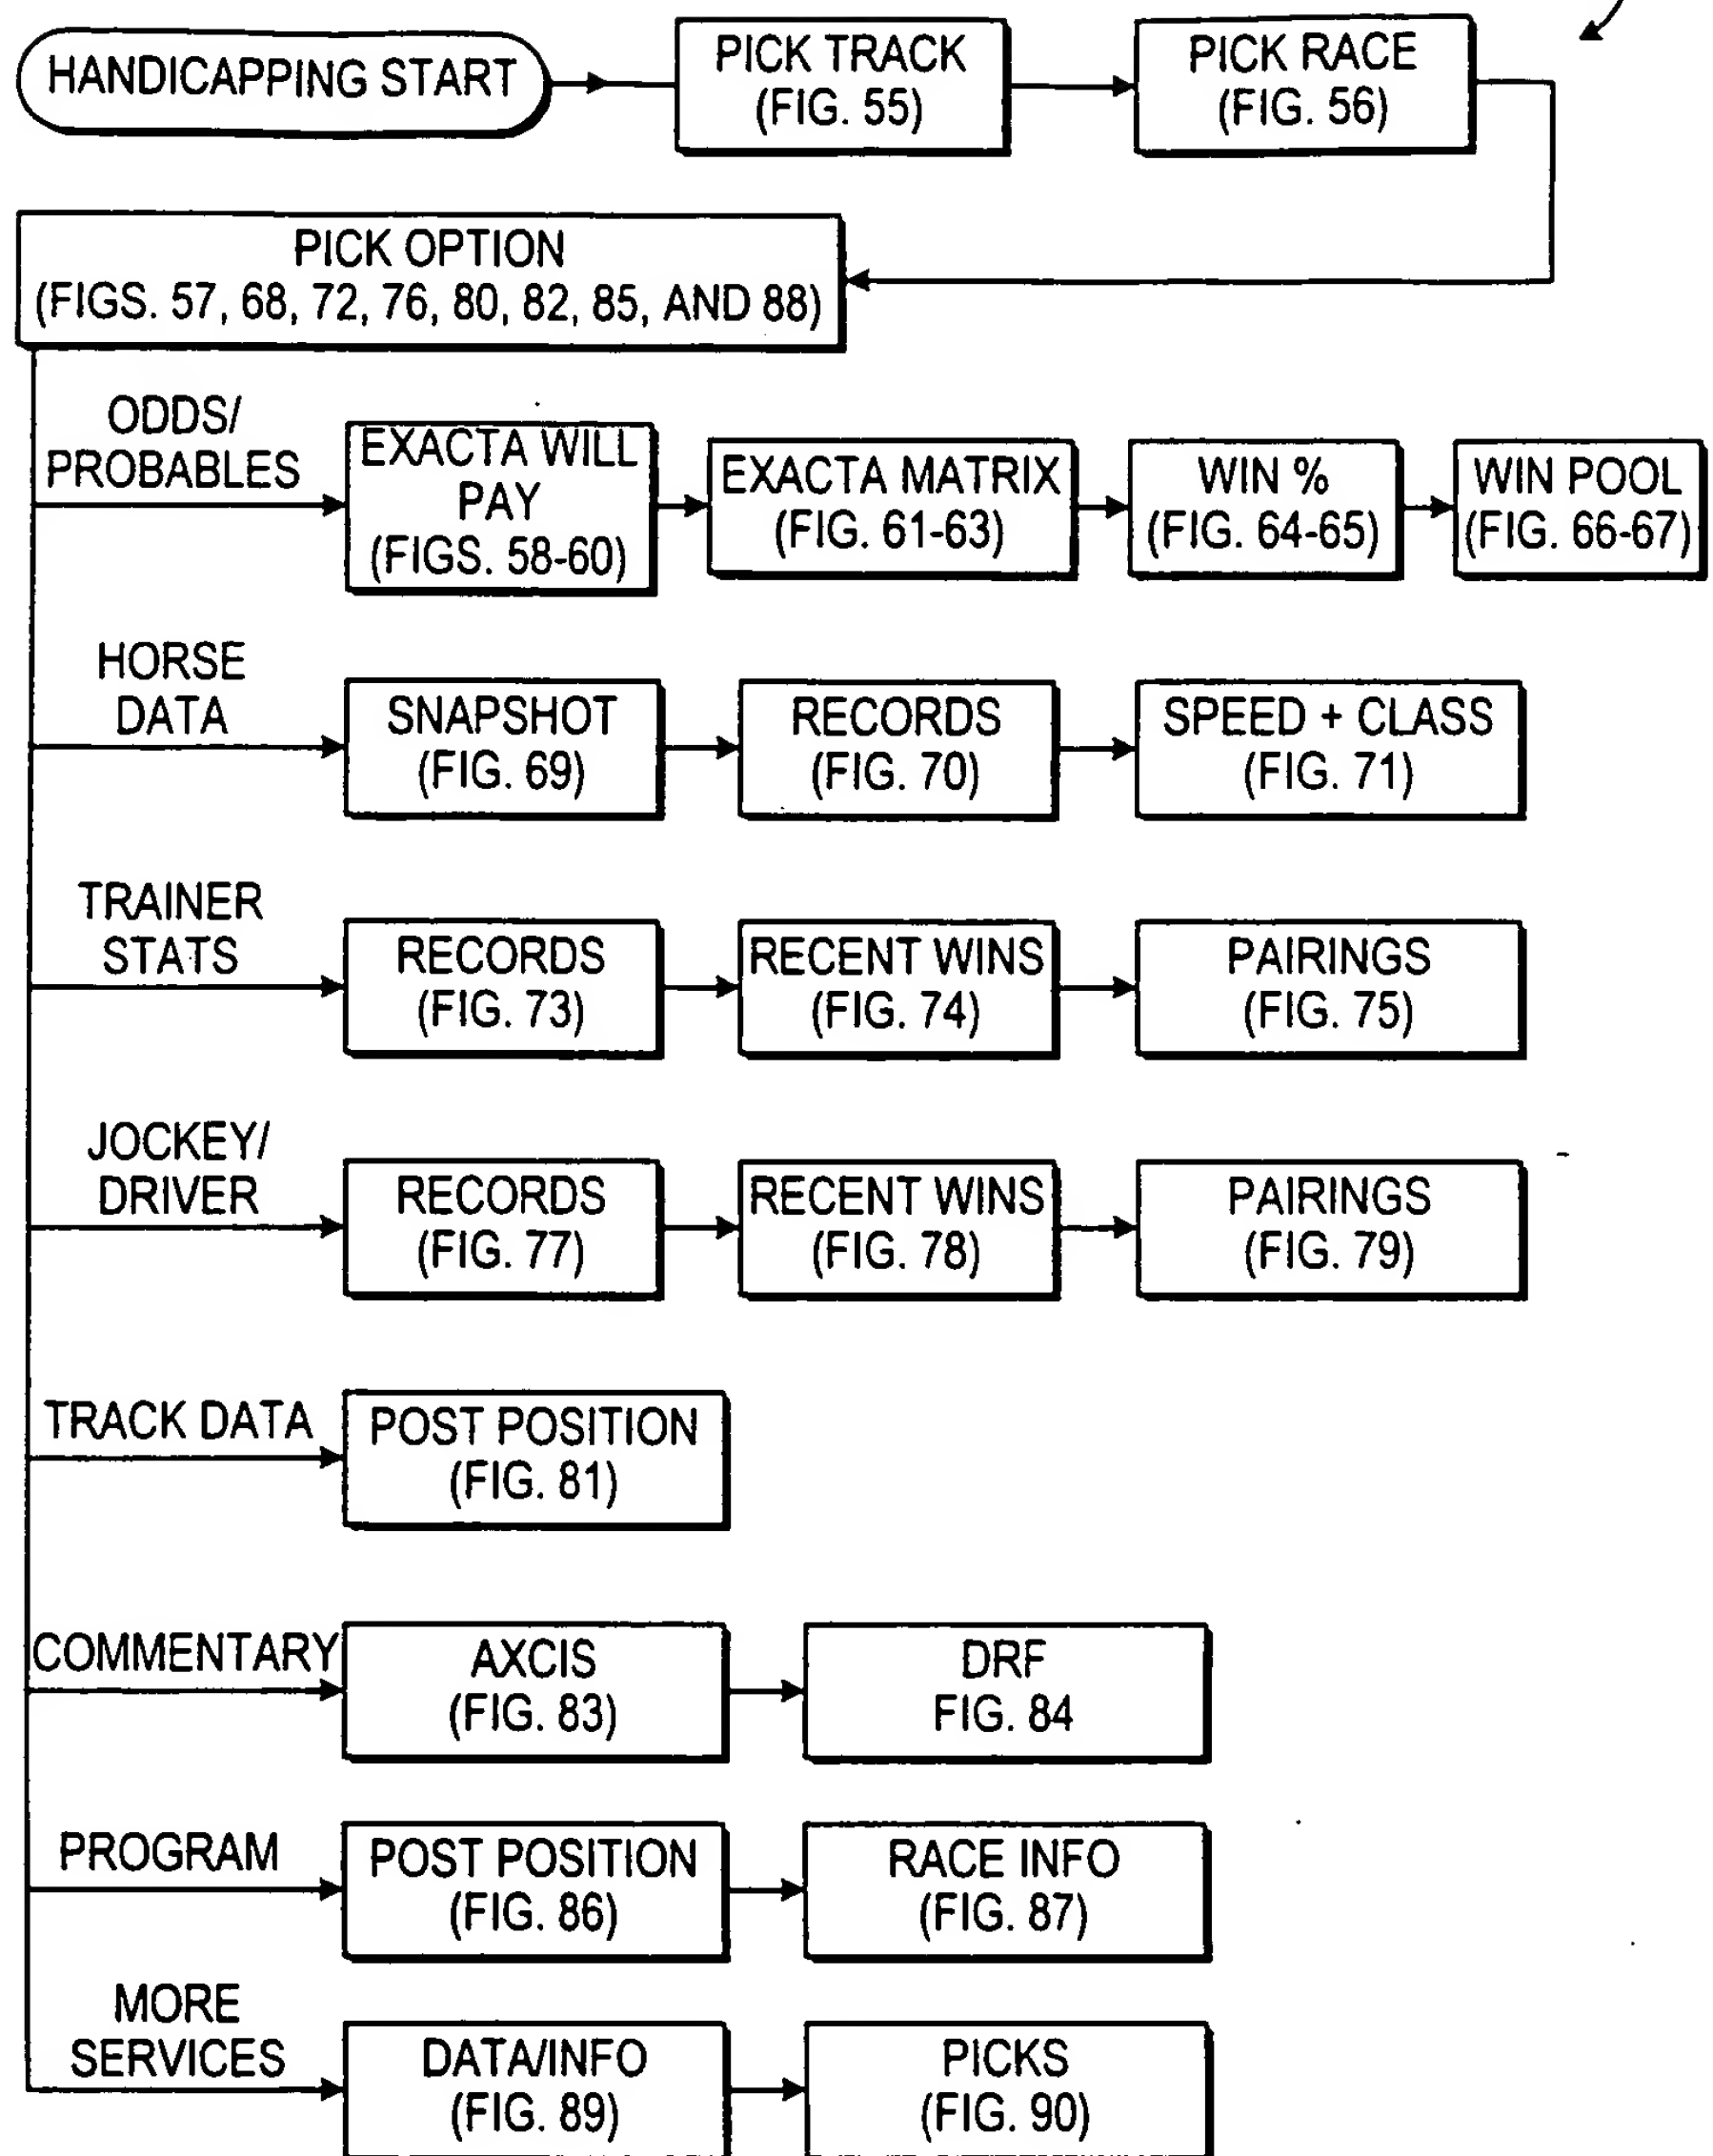 HANDICAPPING START
PICK TRACK
(FIG. 55)
PICK RACE
(FIG. 56)
PICK OPTION
(FIGS. 57, 68, 72, 76, 80, 82, 85, AND 88)
ODDS/
PROBABLES
EXACTA WILL
PAY
(FIGS. 58-60)
EXACTA MATRIX
(FIG. 61-63)
WIN %
(FIG. 64-65)
WIN POOL
(FIG. 66-67)
HORSE
DATA
SNAPSHOT
(FIG. 69)
RECORDS
(FIG. 70)
SPEED + CLASS
(FIG. 71)
TRAINER
STATS
RECORDS
(FIG. 73)
RECENT WINS
(FIG. 74)
PAIRINGS
(FIG. 75)
JOCKEY/
DRIVER
RECORDS
(FIG. 77)
RECENT WINS
(FIG. 78)
PAIRINGS
(FIG. 79)
TRACK DATA
POST POSITION
(FIG. 81)
COMMENTARY
AXCIS
(FIG. 83)
DRF
FIG. 84
PROGRAM
POST POSITION
(FIG. 86)
RACE INFO
(FIG. 87)
MORE
SERVICES
DATA/INFO
(FIG. 89)
PICKS
(FIG. 90)